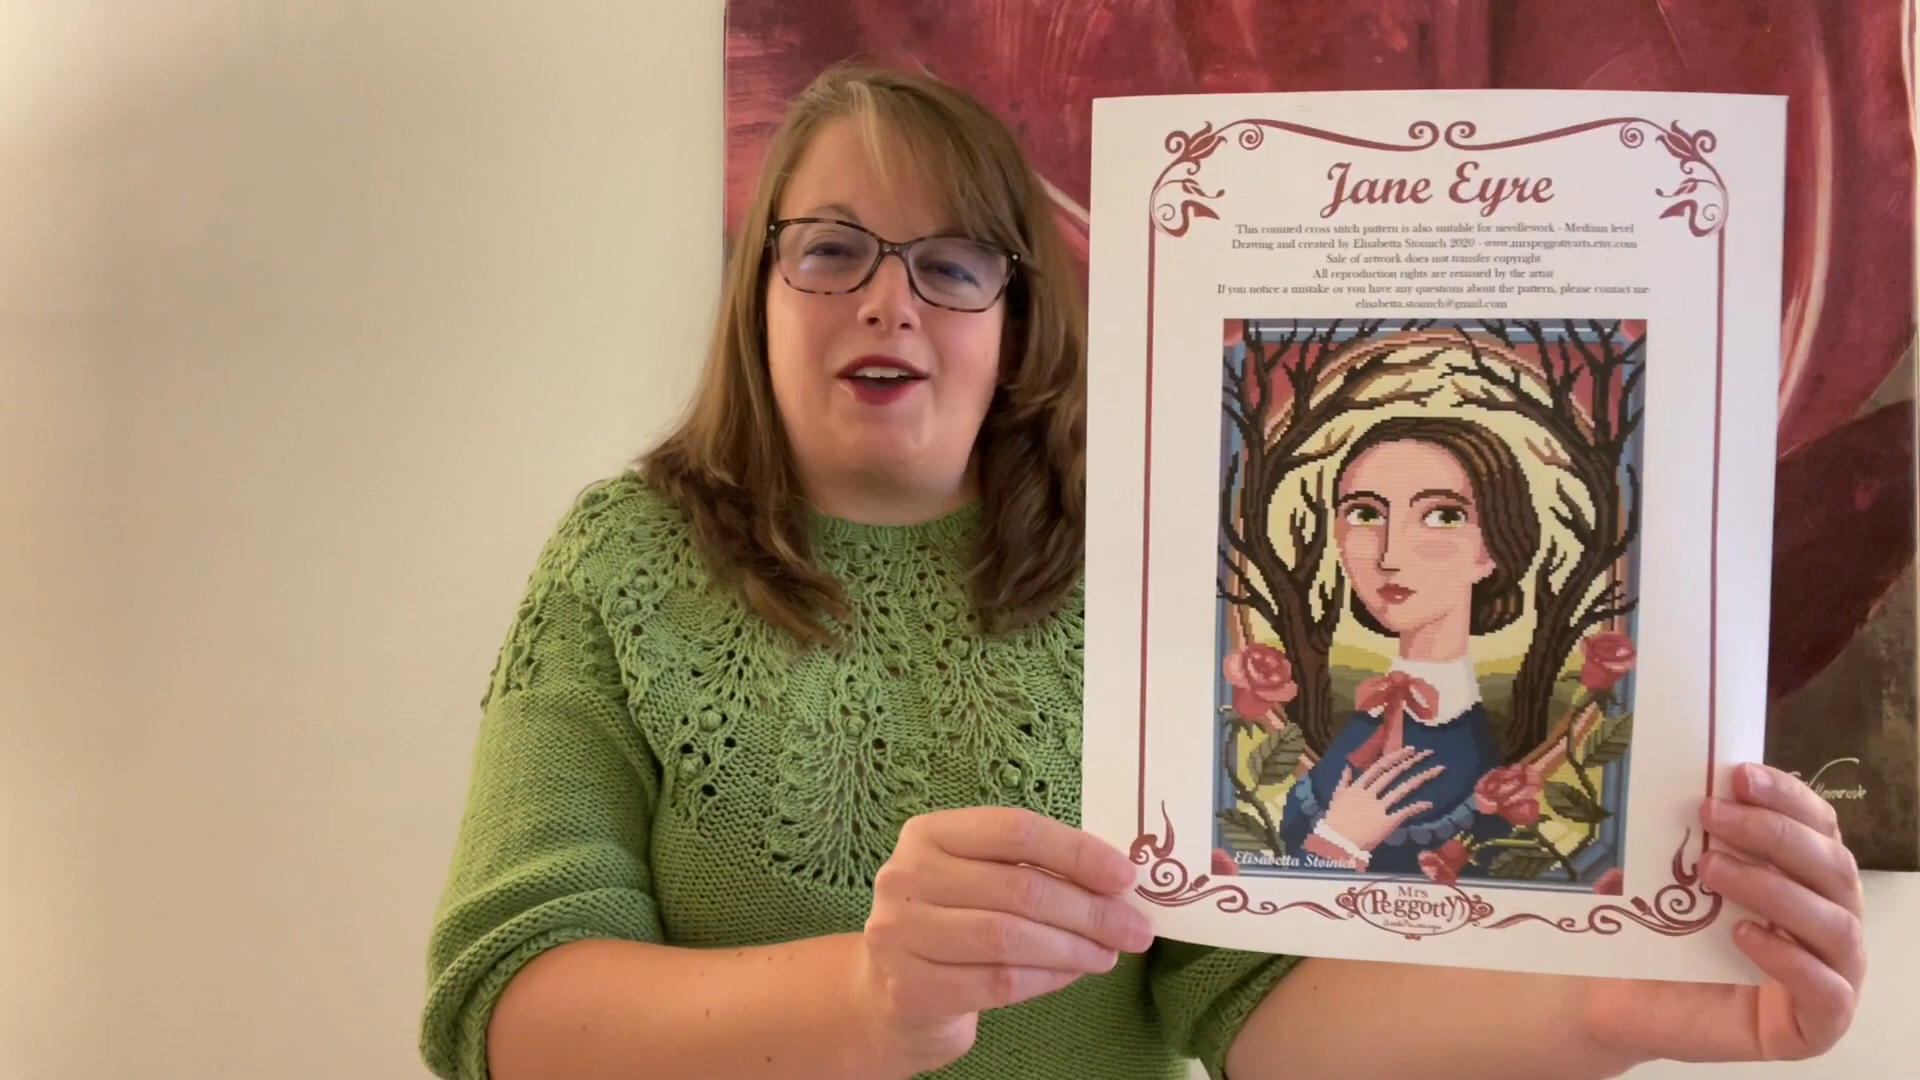 Jane Eyre
This counted cross stitch pattern is also suitable for needlework - Medium level
Drawing and created by Elisabetta Stoinich 2020 - www.mrspeggottyarts.etsy.com
Sale of artwork does not transfer copyright
All reproduction rights are retained by the artist
If you notice a mistake or you have any questions about the pattern, please contact me
elisabetta.stoinich@gmail.com
Elisabetta Stoinich
Mrs
Peggotty